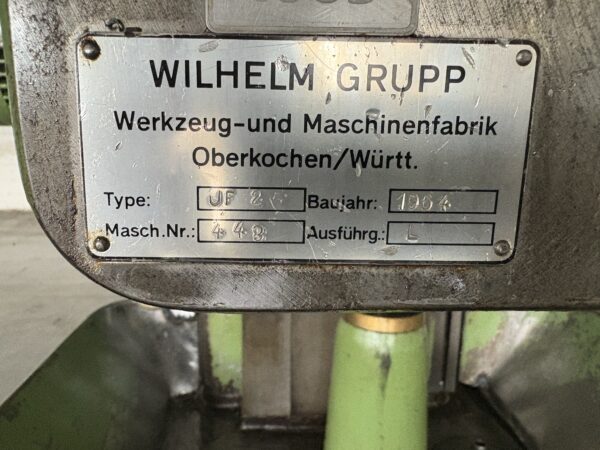 WILHELM GRUPP
Werkzeug-und Maschinenfabrik
Oberkochen/Württ.
Type: Baujahr: 1964
Masch.Nr.: 448 Ausführg.: L